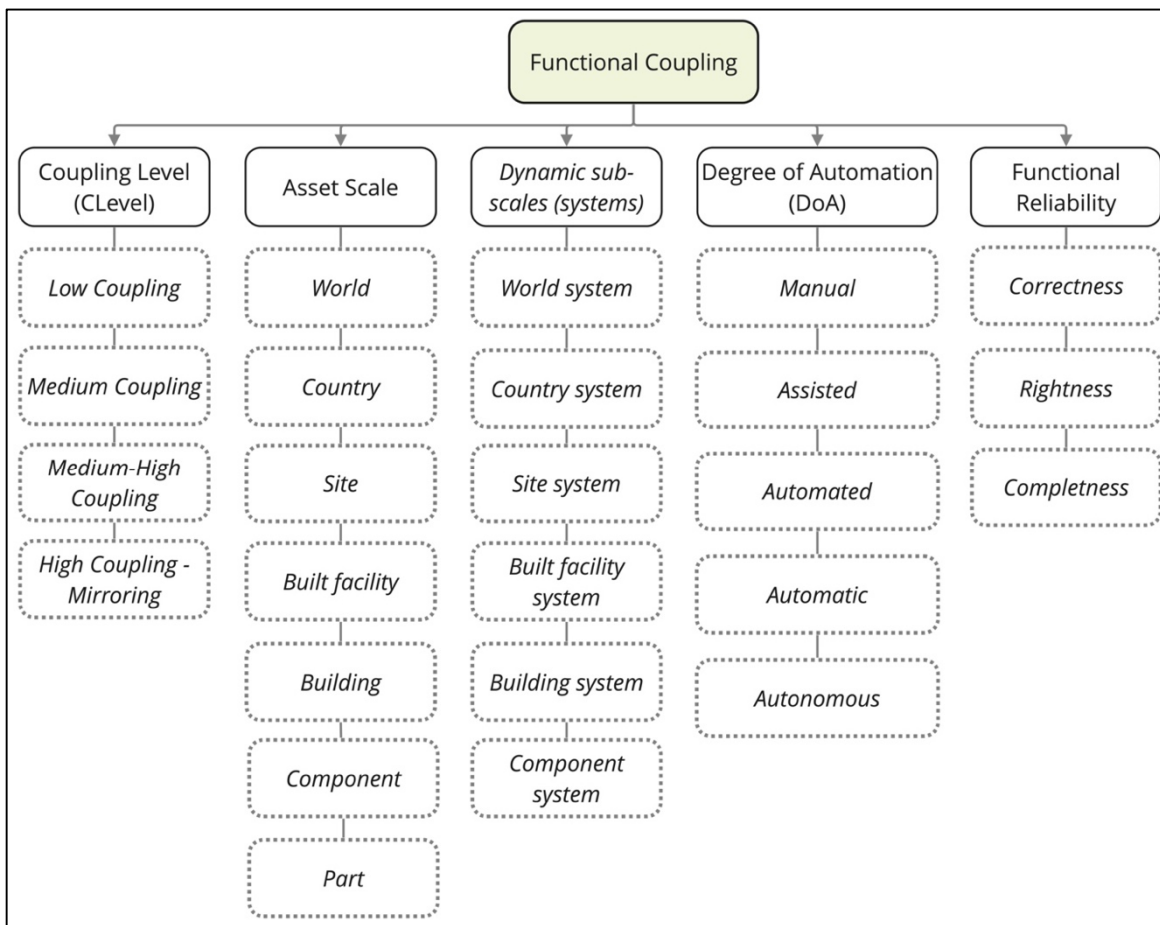 Functional Coupling
Coupling Level
(CLevel)
Low Coupling
Medium Coupling
Medium-High
Coupling
High Coupling -
Mirroring
Asset Scale
World
Country
Site
Built facility
Building
Component
Part
Dynamic sub-
scales (systems)
World system
Country system
Site system
Built facility
system
Building system
Component
system
Degree of Automation
(DoA)
Manual
Assisted
Automated
Automatic
Autonomous
Functional
Reliability
Correctness
Rightness
Completness